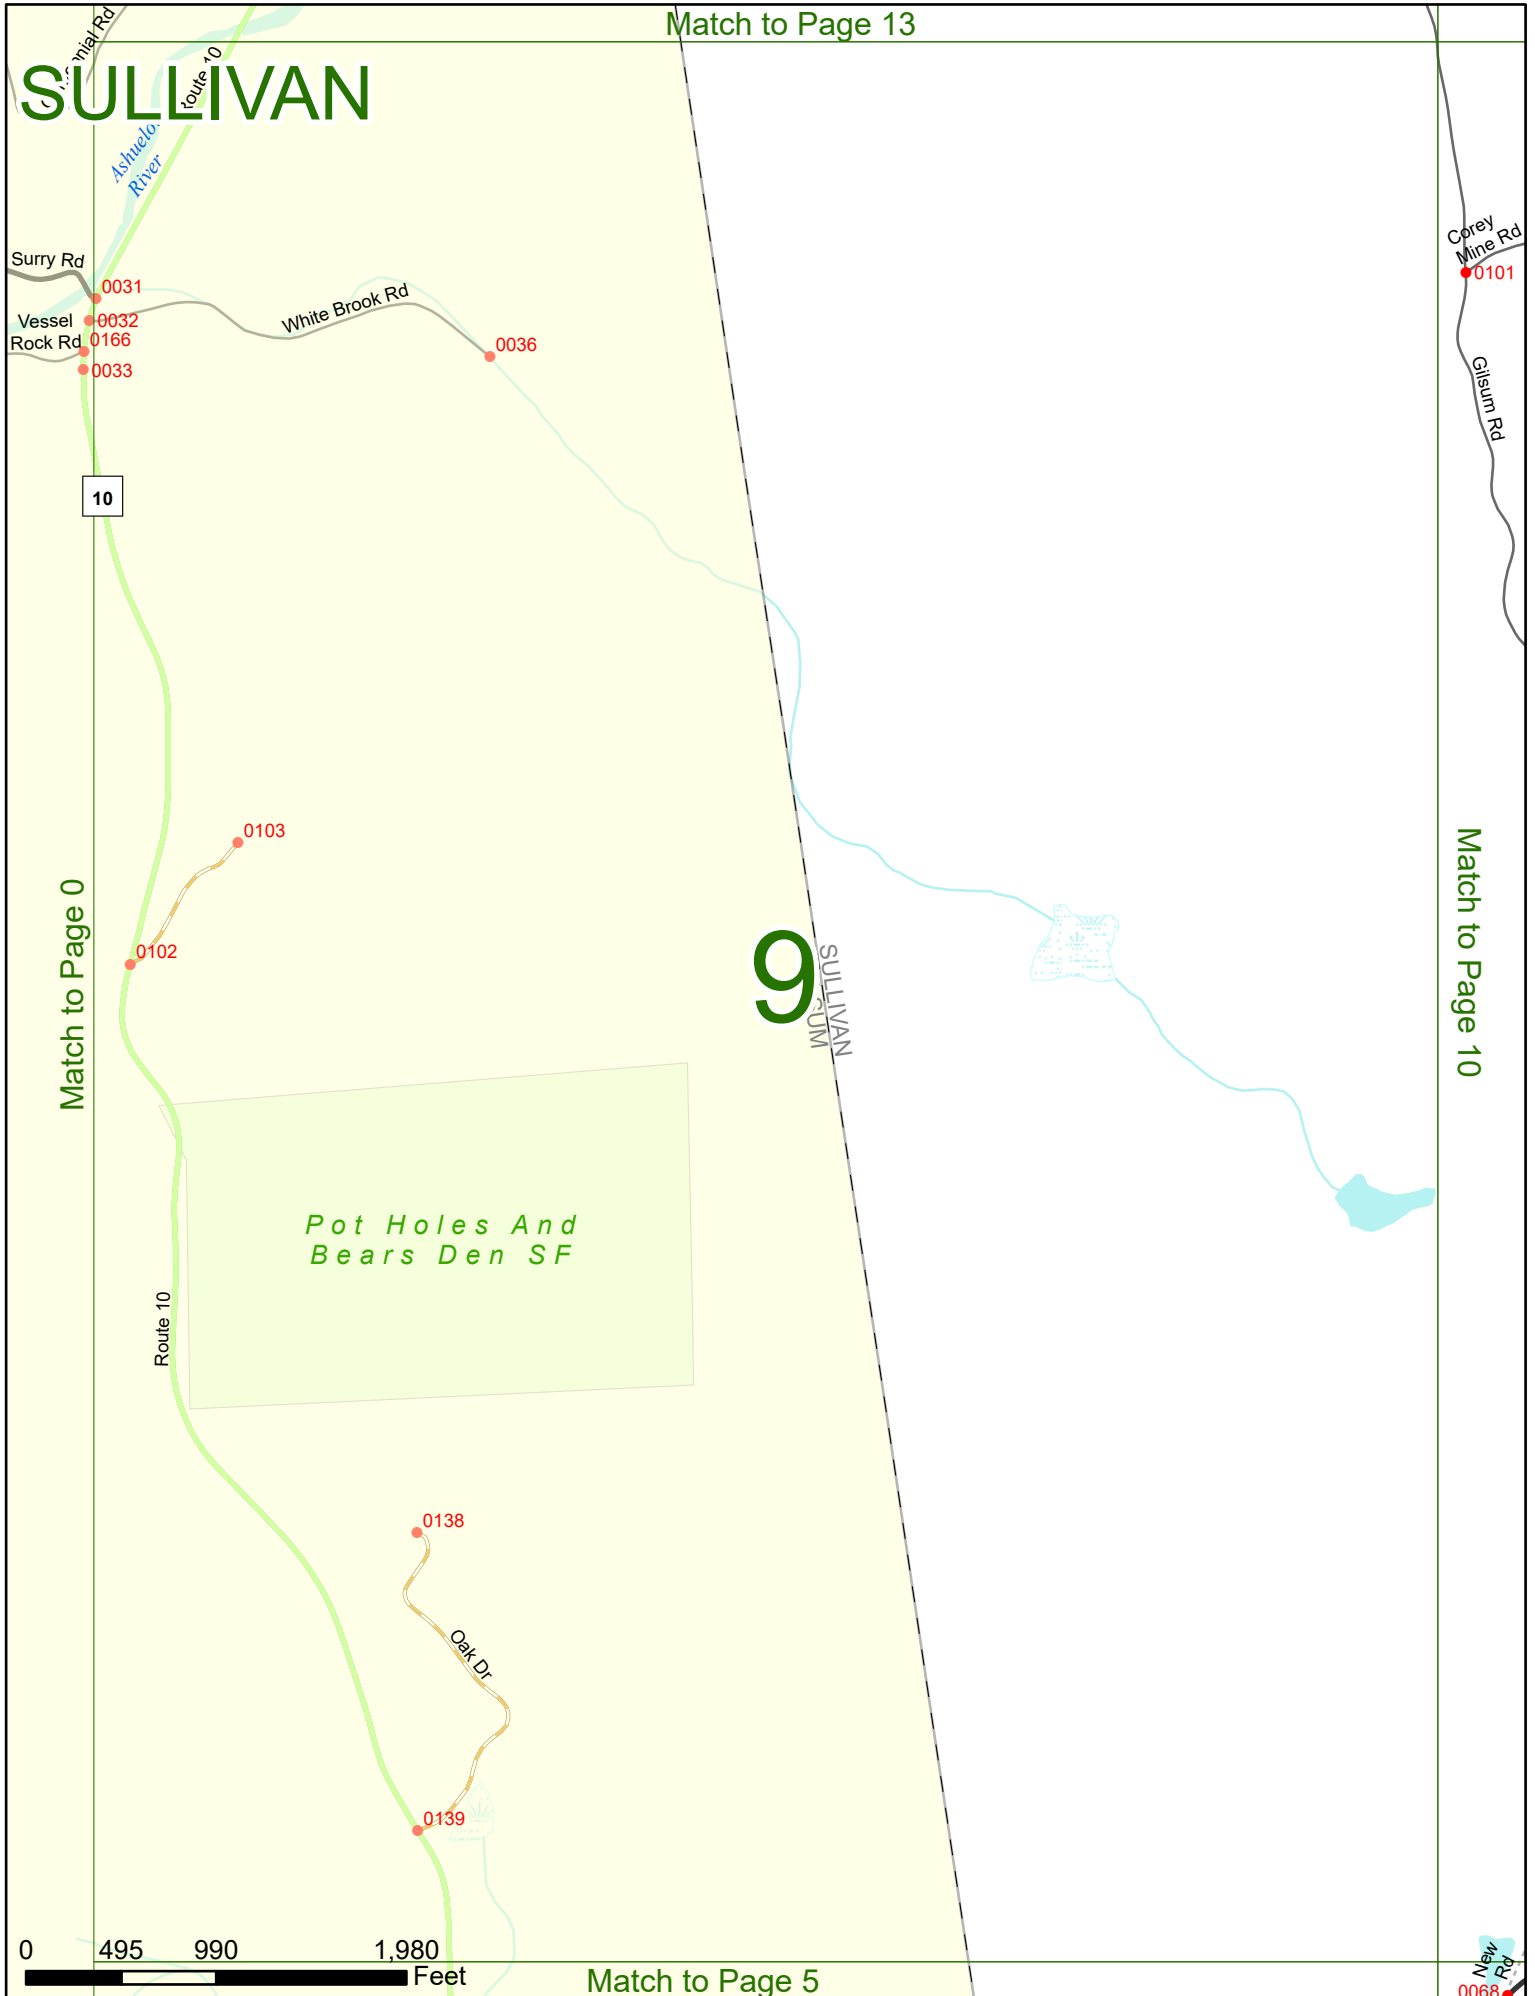 Match to Page 13
SULLIVAN
Route 10
Ashuelot
River
Surry Rd
0031
Vessel
Rock Rd
0032
0166
0033
White Brook Rd
0036
Corey
Mine Rd
0101
Gilsum Rd
10
0103
0102
Match to Page 0
9
SULLIVAN
Match to Page 10
Pot Holes And
Bears Den SF
Route 10
0138
Oak Dr
0139
0 495 990 1,980
Feet
Match to Page 5
New
Rd
0068